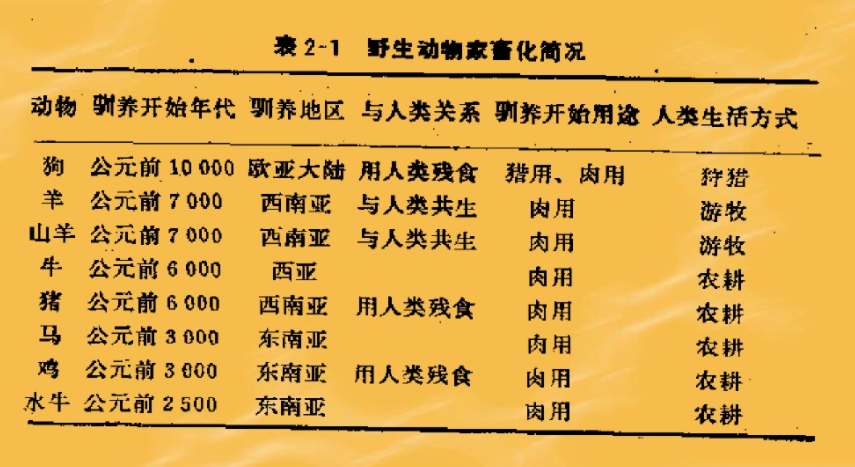 表 2-1 野生动物家畜化简况
动物 驯养开始年代 驯养地区 与人类关系 驯养开始用途 人类生活方式
狗 公元前 10 000 欧亚大陆 用人类残食 猎用、肉用 狩猎
羊 公元前 7 000 西南亚 与人类共生 肉用 游牧
山羊 公元前 7 000 西南亚 与人类共生 肉用 游牧
牛 公元前 6 000 西亚 肉用 农耕
猪 公元前 6 000 西南亚 用人类残食 肉用 农耕
马 公元前 3 000 东南亚 肉用 农耕
鸡 公元前 3 000 东南亚 用人类残食 肉用 农耕
水牛 公元前 2 500 东南亚 肉用 农耕